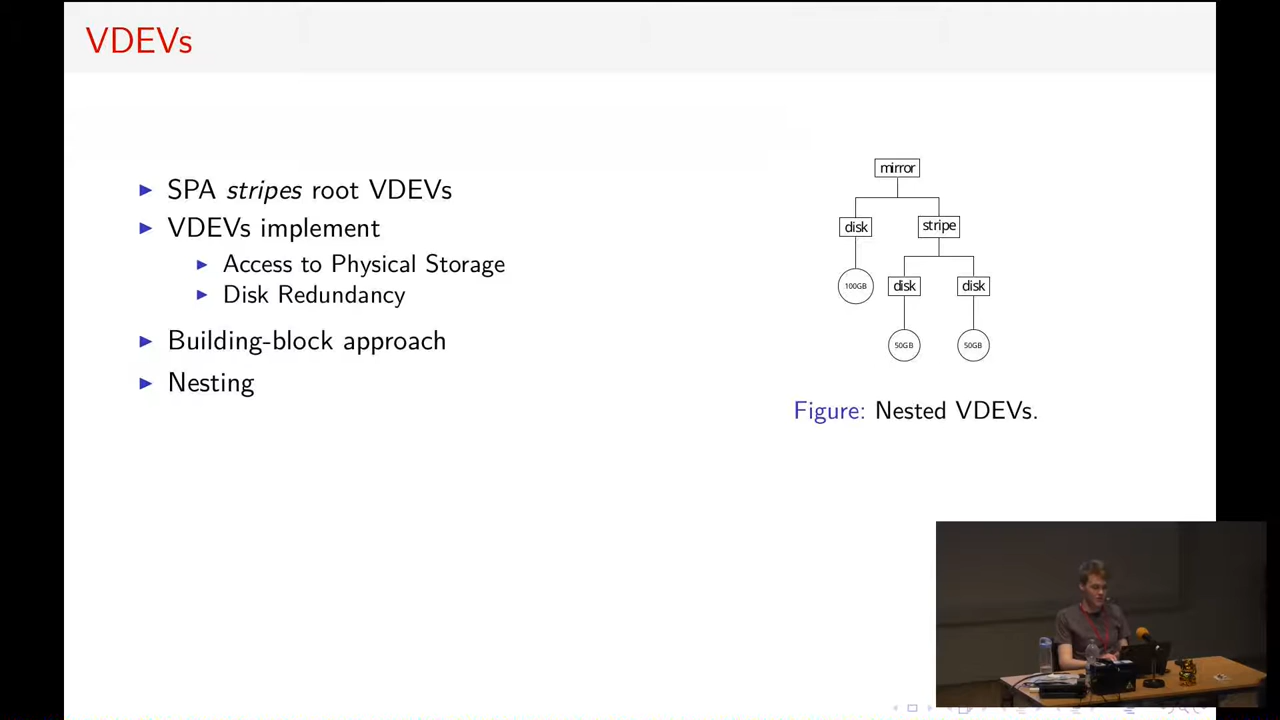 VDEVs
SPA stripes root VDEVs
VDEVs implement
Access to Physical Storage
Disk Redundancy
Building-block approach
Nesting
mirror
disk
stripe
100GB
disk
disk
50GB
50GB
Figure: Nested VDEVs.